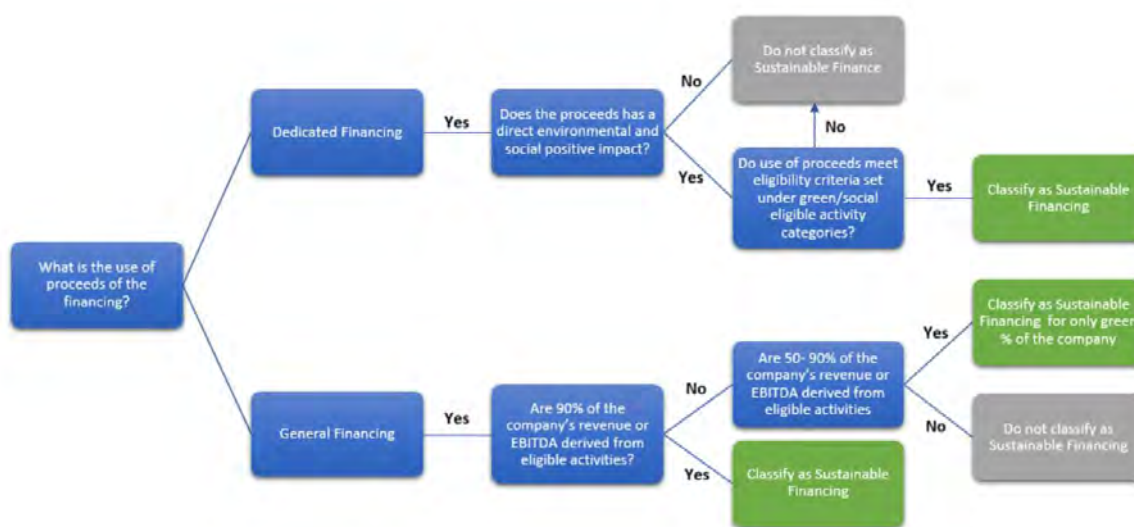 What is the use of
proceeds of the
financing?
Dedicated Financing
Yes
Does the proceeds has a
direct environmental and
social positive impact?
No
Do not classify as
Sustainable Finance
No
Yes
Do use of proceeds meet
eligibility criteria set
under green/social
eligible activity
categories?
Yes
Classify as Sustainable
Financing
General Financing
Yes
Are 90% of the
company's revenue or
EBITDA derived from
eligible activities?
No
Are 50- 90% of the
company's revenue or
EBITDA derived from
eligible activities
Yes
Classify as Sustainable
Financing for only green
% of the company
No
Do not classify as
Sustainable Financing
Yes
Classify as Sustainable
Financing